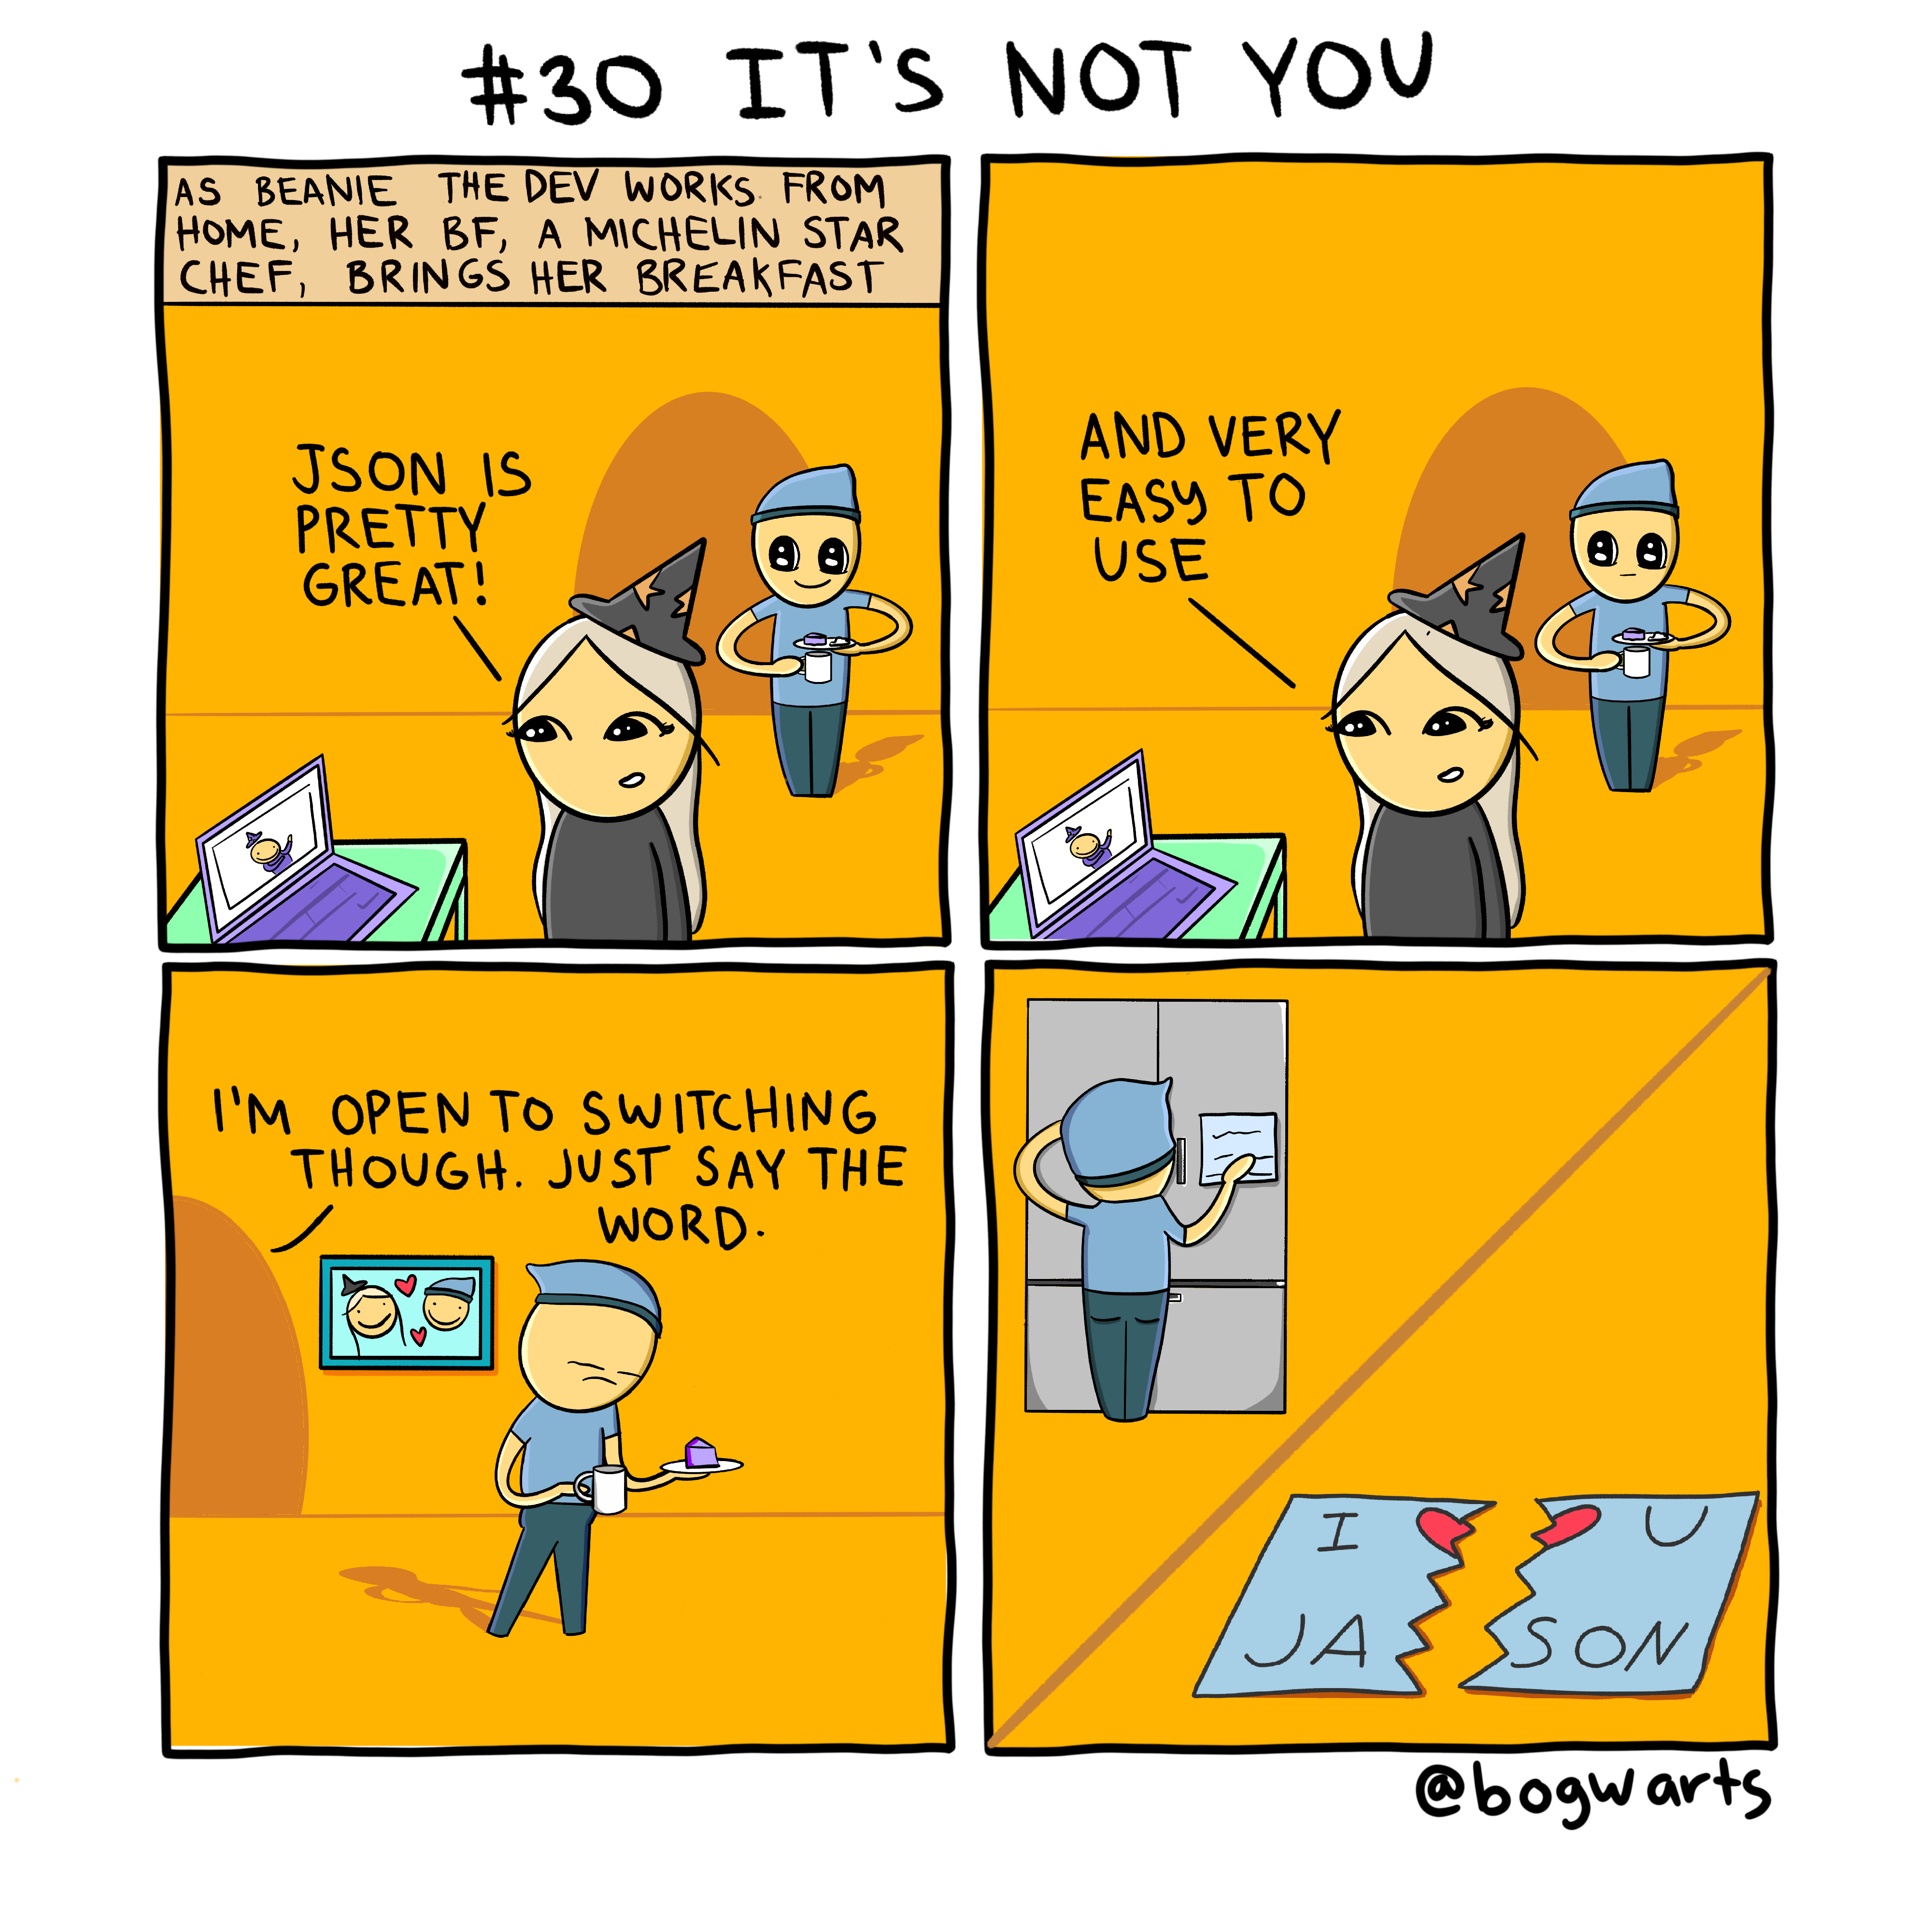 #30 IT'S NOT YOU
AS BEANIE THE DEV WORKS FROM
HOME, HER BF, A MICHELIN STAR
CHEF, BRINGS HER BREAKFAST
JSON IS
PRETTY
GREAT!
AND VERY
EASY TO
USE
I'M OPEN TO SWITCHING
THOUGH. JUST SAY THE
WORD.
I U
JA SON
@bogwarts